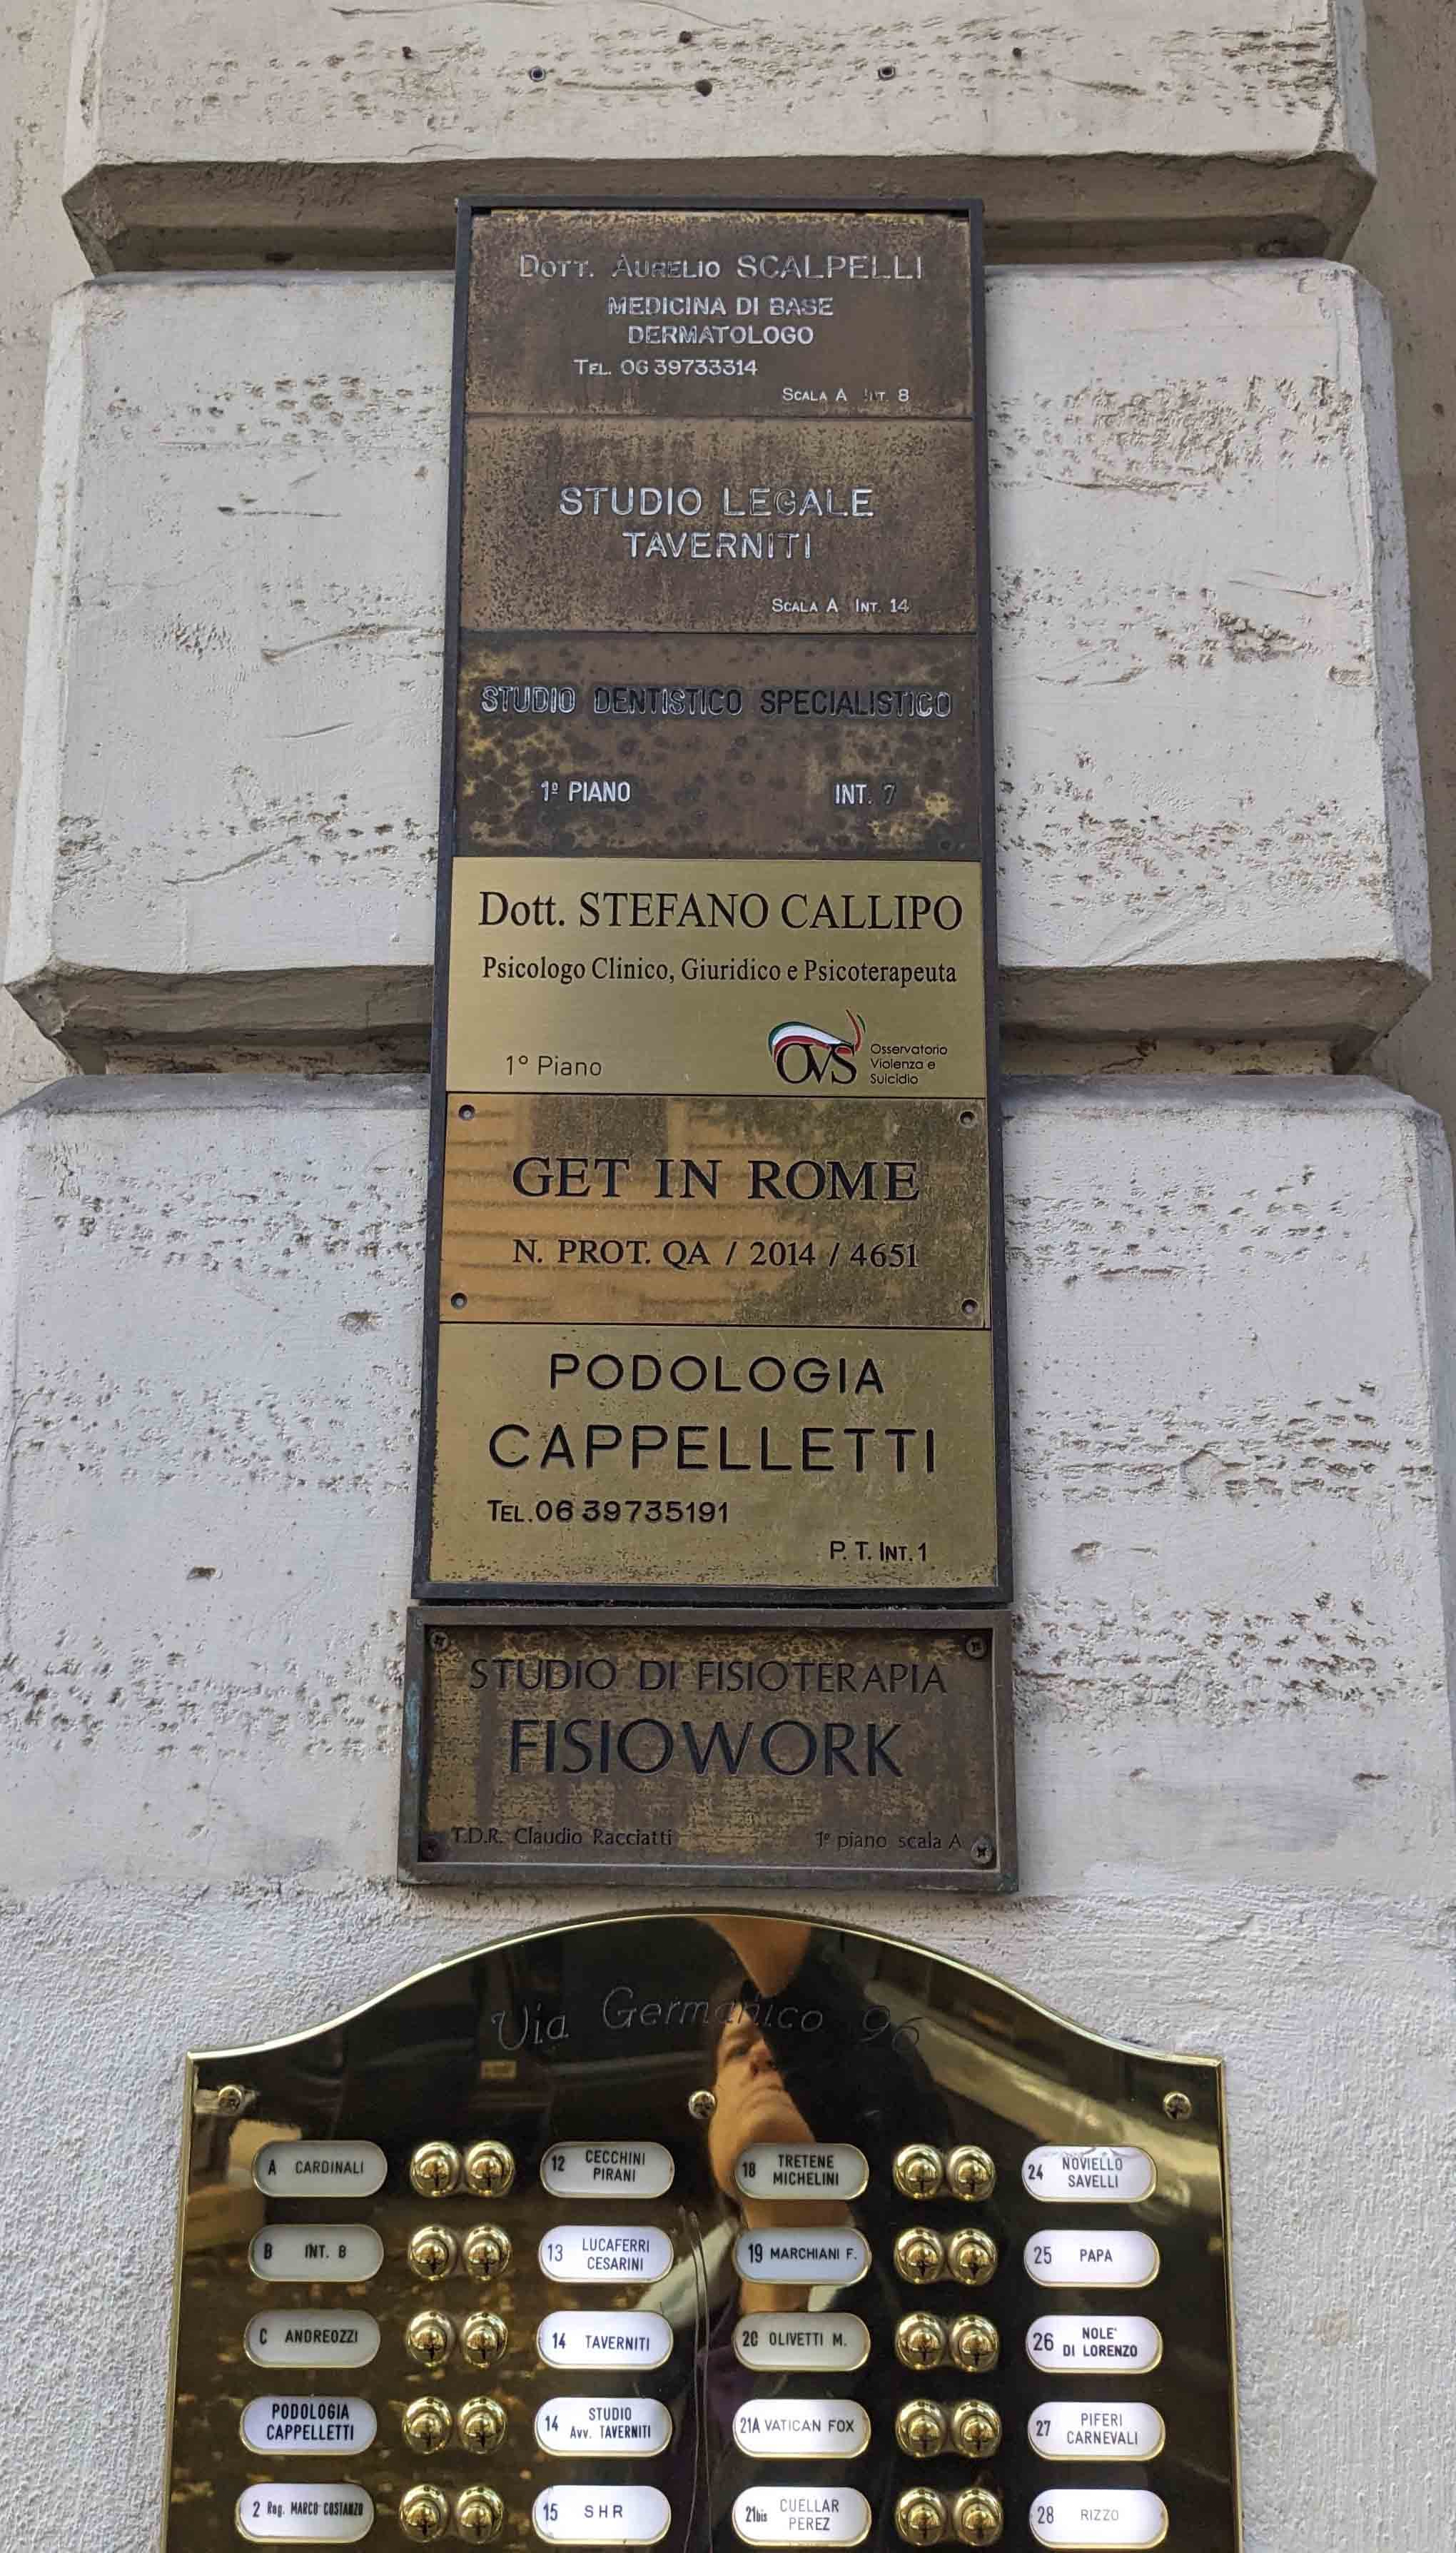 DOTT. AURELIO SCALPELLI
MEDICINA DI BASE
DERMATOLOGO
TEL. 06 39733314
SCALA A INT. 8
STUDIO LEGALE
TAVERNITI
SCALA A INT. 14
STUDIO DENTISTICO SPECIALISTICO
1º PIANO INT. 7
Dott. STEFANO CALLIPO
Psicologo Clinico, Giuridico e Psicoterapeuta
1° Piano
OVS
Osservatorio
Violenza e
Suicidio
GET IN ROME
N. PROT. QA / 2014 / 4651
PODOLOGIA
CAPPELLETTI
TEL. 06 39735191
P. T. INT. 1
STUDIO DI FISIOTERAPIA
FISIOWORK
T.D.R. Claudio Racciatti 1º piano scala A
Via Germanico 96
A CARDINALI
B INT. B
C ANDREOZZI
PODOLOGIA
CAPPELLETTI
2 Rag. MARCO COSTANZO
12 CECCHINI
PIRANI
13 LUCAFERRI
CESARINI
14 TAVERNITI
14 STUDIO
Avv. TAVERNITI
15 SHR
18 TRETENE
MICHELINI
19 MARCHIANI F.
20 OLIVETTI M.
21A VATICAN FOX
21bis CUELLAR
PEREZ
24 NOVIELLO
SAVELLI
25 PAPA
26 NOLE'
DI LORENZO
27 PIFERI
CARNEVALI
28 RIZZO